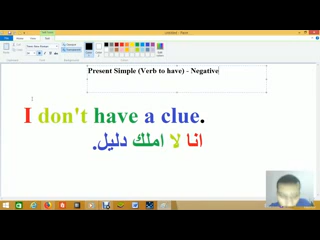 Present Simple (Verb to have) - Negative
I don't have a clue.
انا لا املك دليل.